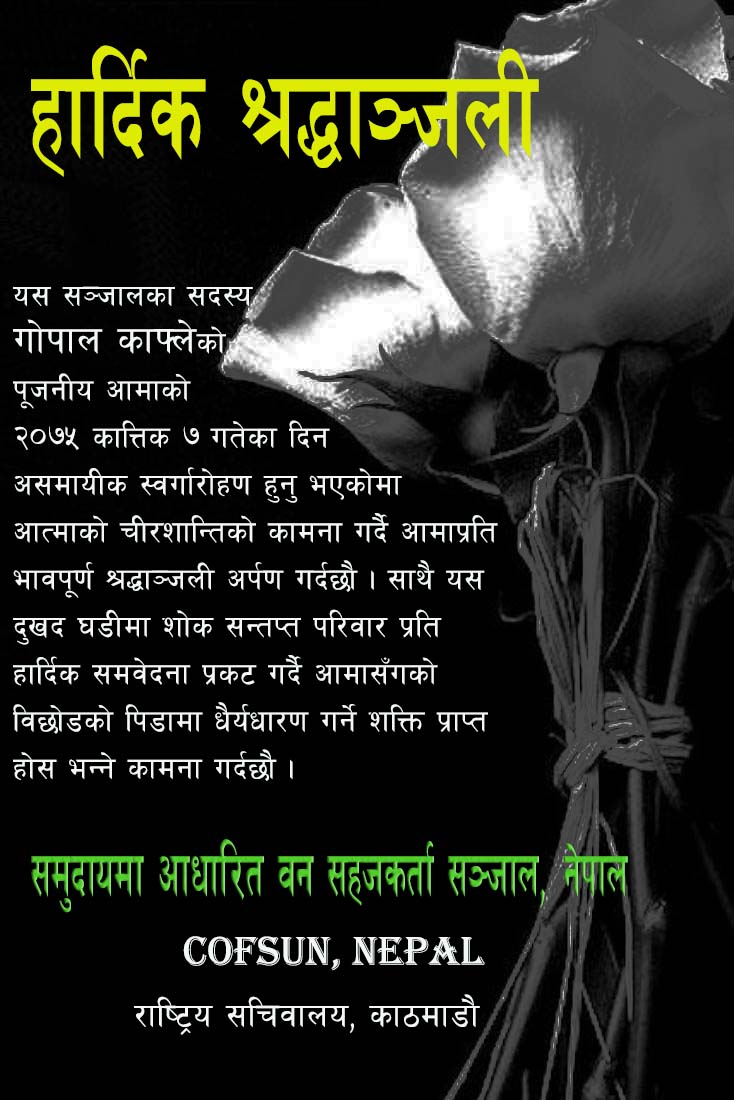 हार्दिक श्रद्धाञ्जली
यस सञ्जालका सदस्य
गोपाल काफ्लेको
पूजनीय आमाको
२०७५ कात्तिक ७ गतेका दिन
असमायीक स्वर्गारोहण हुनु भएकोमा
आत्माको चीरशान्तिको कामना गर्दै आमाप्रति
भावपूर्ण श्रद्धाञ्जली अर्पण गर्दछौ । साथै यस
दुखद घडीमा शोक सन्तप्त परिवार प्रति
हार्दिक समवेदना प्रकट गर्दै आमासँगको
विछोडको पिडामा धैर्यधारण गर्ने शक्ति प्राप्त
होस भन्ने कामना गर्दछौ ।
समुदायमा आधारित वन सहजकर्ता सञ्जाल, नेपाल
COFSUN, NEPAL
राष्ट्रिय सचिवालय, काठमाडौ